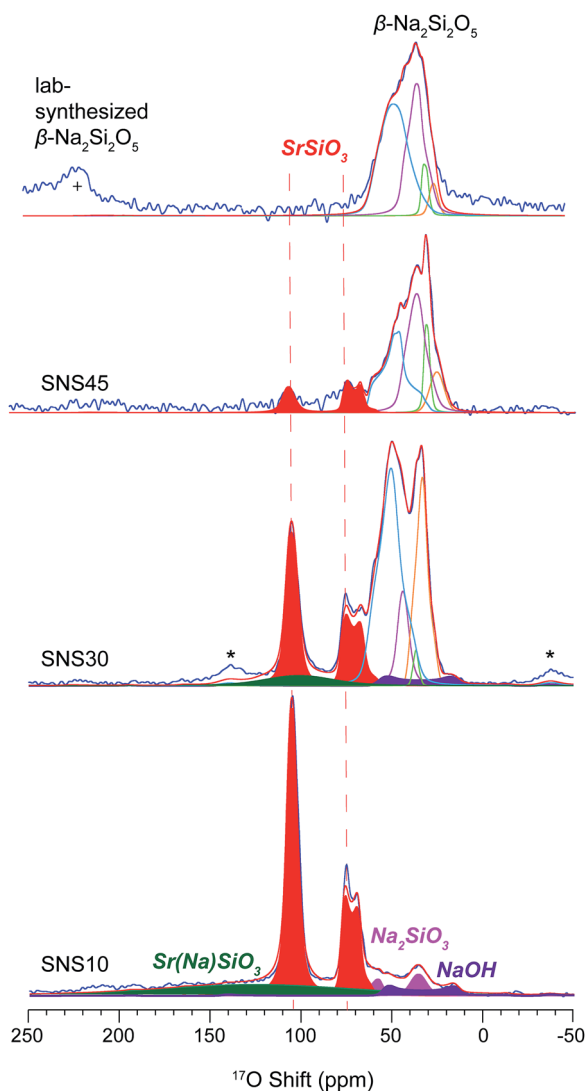 β-Na₂Si₂O₅
lab-
synthesized
β-Na₂Si₂O₅
SrSiO₃
+
SNS45
*
*
SNS30
Na₂SiO₃
Sr(Na)SiO₃
NaOH
SNS10
250 200 150 100 50 0 -50
¹⁷O Shift (ppm)